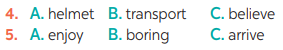 4. A. helmet B. transport C. believe
5. A. enjoy B. boring C. arrive